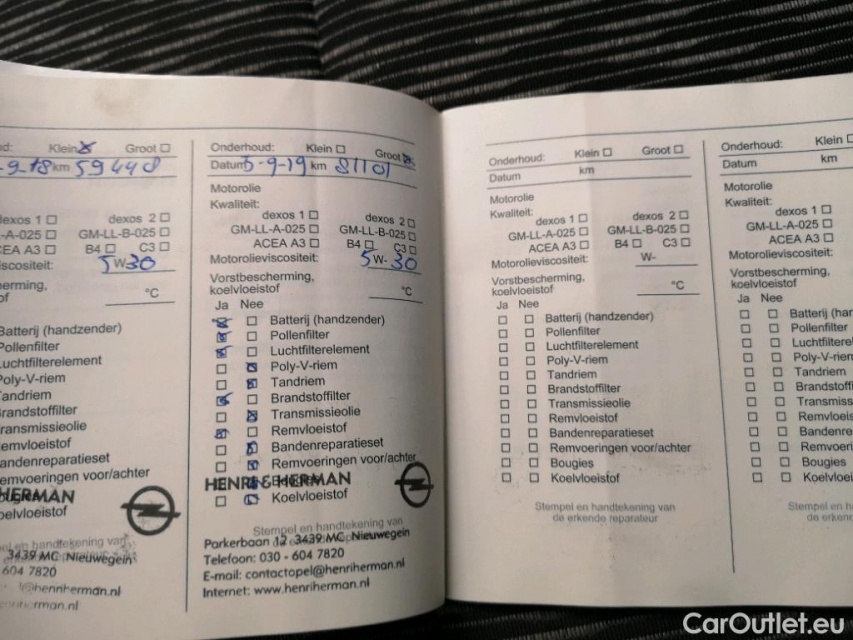 Klein Groot
-9-18 km 59448
dexos 1 dexos 2
-A-025 GM-LL-B-025
CEA A3 B4 C3
viscositeit:
5W30
°C
Batterij (handzender)
Pollenfilter
Luchtfilterelement
Poly-V-riem
Tandriem
Brandstoffilter
Transmissieolie
Remvloeistof
Bandenreparatieset
Remvoeringen voor/achter
HERMAN
Koelvloeistof
3439 MC Nieuwegein
604 7820
@henriherman.nl
Onderhoud: Klein Groot
Datum 5-9-19 km 81101
Motorolie
Kwaliteit:
dexos 1 dexos 2
GM-LL-A-025 GM-LL-B-025
ACEA A3 B4 C3
Motorolieviscositeit: 5W-30
Vorstbescherming,
koelvloeistof °C
Ja Nee
Batterij (handzender)
Pollenfilter
Luchtfilterelement
Poly-V-riem
Tandriem
Brandstoffilter
Transmissieolie
Remvloeistof
Bandenreparatieset
Remvoeringen voor/achter
HENRI & HERMAN
Koelvloeistof
Stempel en handtekening van
Parkerbaan 12 3439 MC Nieuwegein
Telefoon: 030 - 604 7820
E-mail: contactopel@henriherman.nl
Internet: www.henriherman.nl
Onderhoud: Klein Groot
Datum km
Motorolie
Kwaliteit:
dexos 1 dexos 2
GM-LL-A-025 GM-LL-B-025
ACEA A3 B4 C3
Motorolieviscositeit: W-
Vorstbescherming,
koelvloeistof °C
Ja Nee
Batterij (handzender)
Pollenfilter
Luchtfilterelement
Poly-V-riem
Tandriem
Brandstoffilter
Transmissieolie
Remvloeistof
Bandenreparatieset
Remvoeringen voor/achter
Bougies
Koelvloeistof
Stempel en handtekening van
de erkende reparateur
Onderhoud: Klein
Datum km
Motorolie
Kwaliteit:
dexos 1
GM-LL-A-025
ACEA A3
Motorolieviscositeit:
Vorstbescherming,
koelvloeistof
Ja Nee
Batterij (han
Pollenfilter
Luchtfilterele
Poly-V-riem
Tandriem
Brandstoffi
Transmiss
Remvloeis
Bandenre
Remvoeri
Bougies
Koelvloei
Stempel en h
de erken
CarOutlet.eu